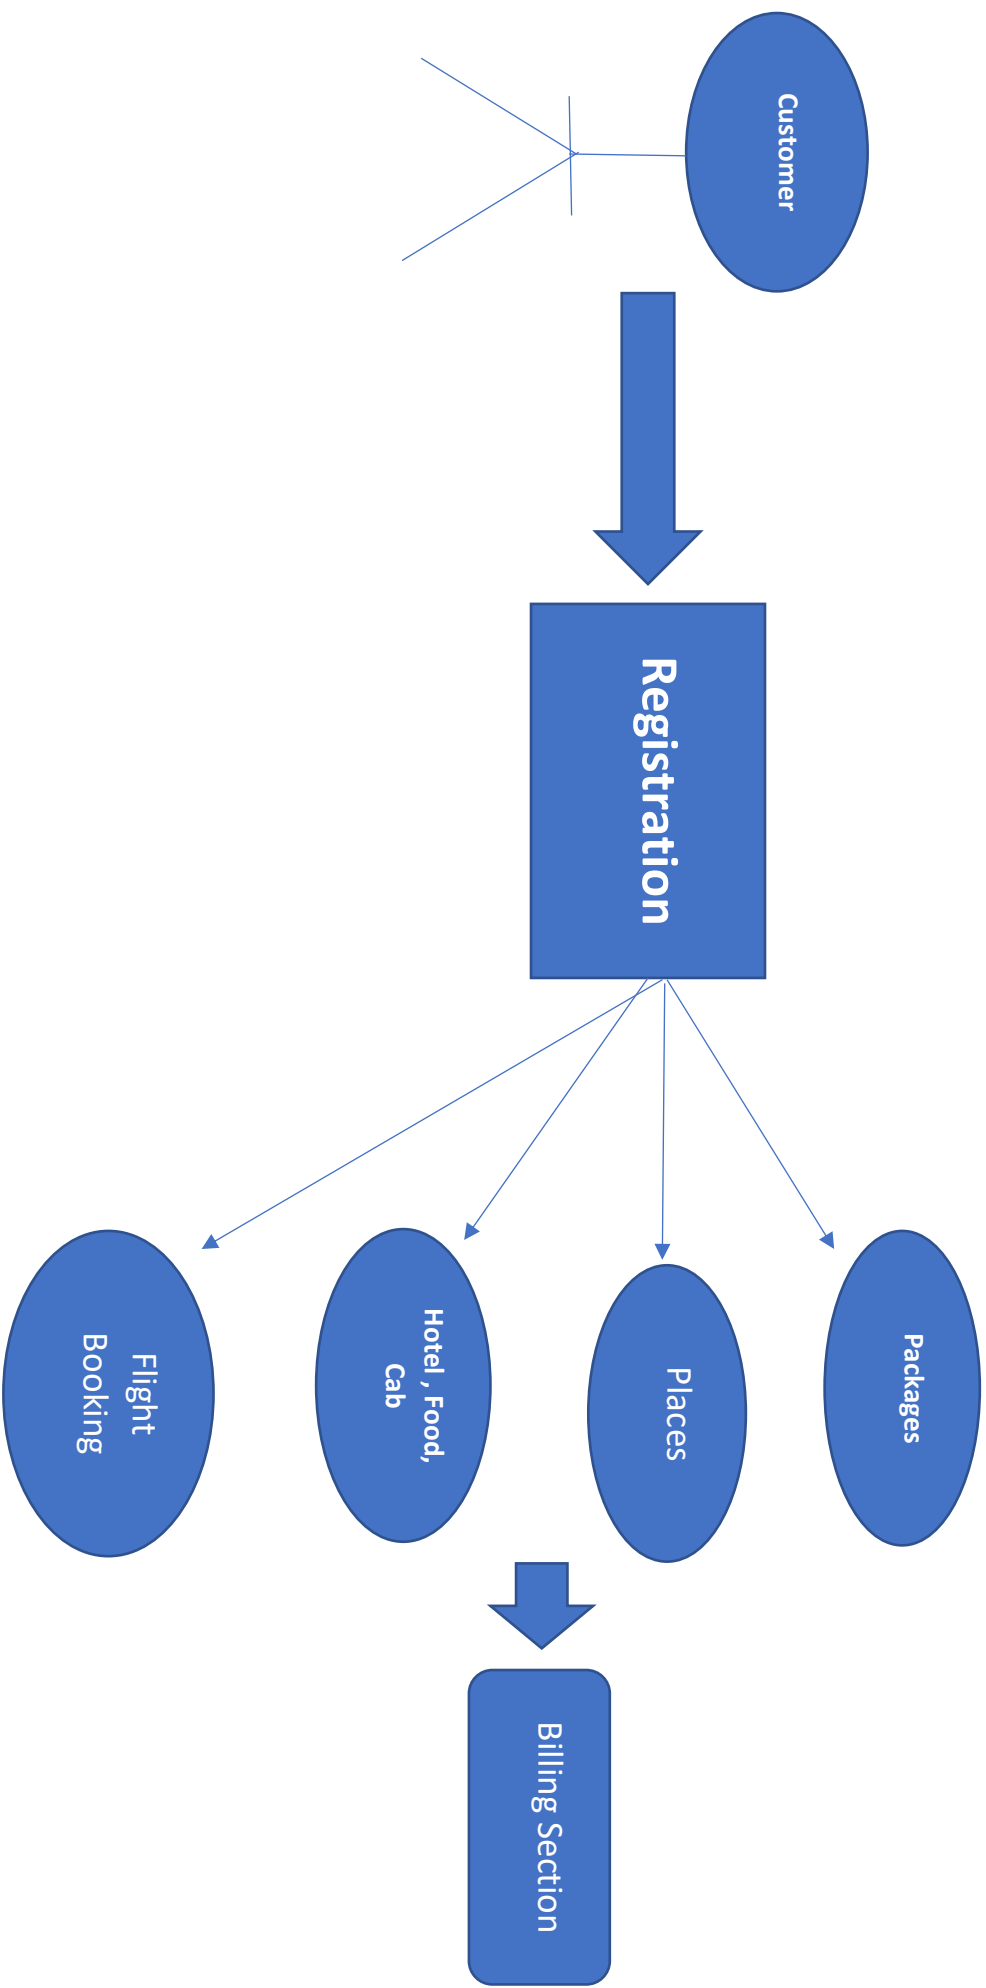 Customer
Registration
Packages
Places
Hotel , Food,
Cab
Flight
Booking
Billing Section